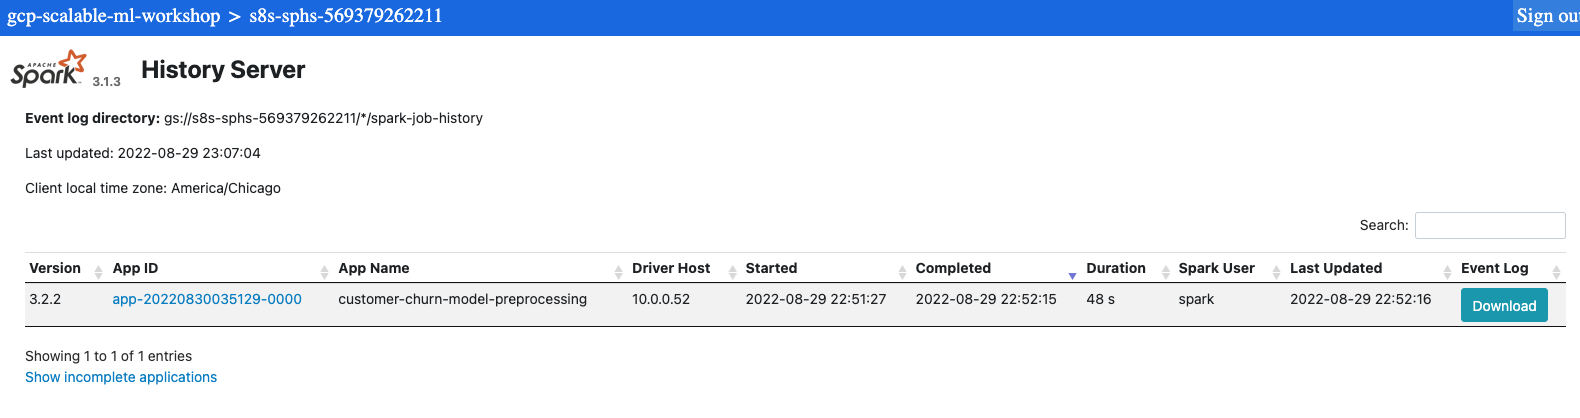 gcp-scalable-ml-workshop > s8s-sphs-569379262211 Sign ou
APACHE Spark 3.1.3 History Server
Event log directory: gs://s8s-sphs-569379262211/*/spark-job-history
Last updated: 2022-08-29 23:07:04
Client local time zone: America/Chicago
Search:
Version App ID App Name Driver Host Started Completed Duration Spark User Last Updated Event Log
3.2.2 app-20220830035129-0000 customer-churn-model-preprocessing 10.0.0.52 2022-08-29 22:51:27 2022-08-29 22:52:15 48 s spark 2022-08-29 22:52:16 Download
Showing 1 to 1 of 1 entries
Show incomplete applications